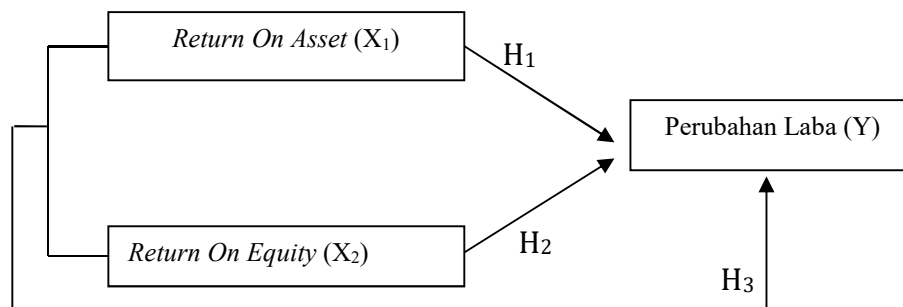 Return On Asset (X₁)
H₁
Perubahan Laba (Y)
Return On Equity (X₂)
H₂
H₃